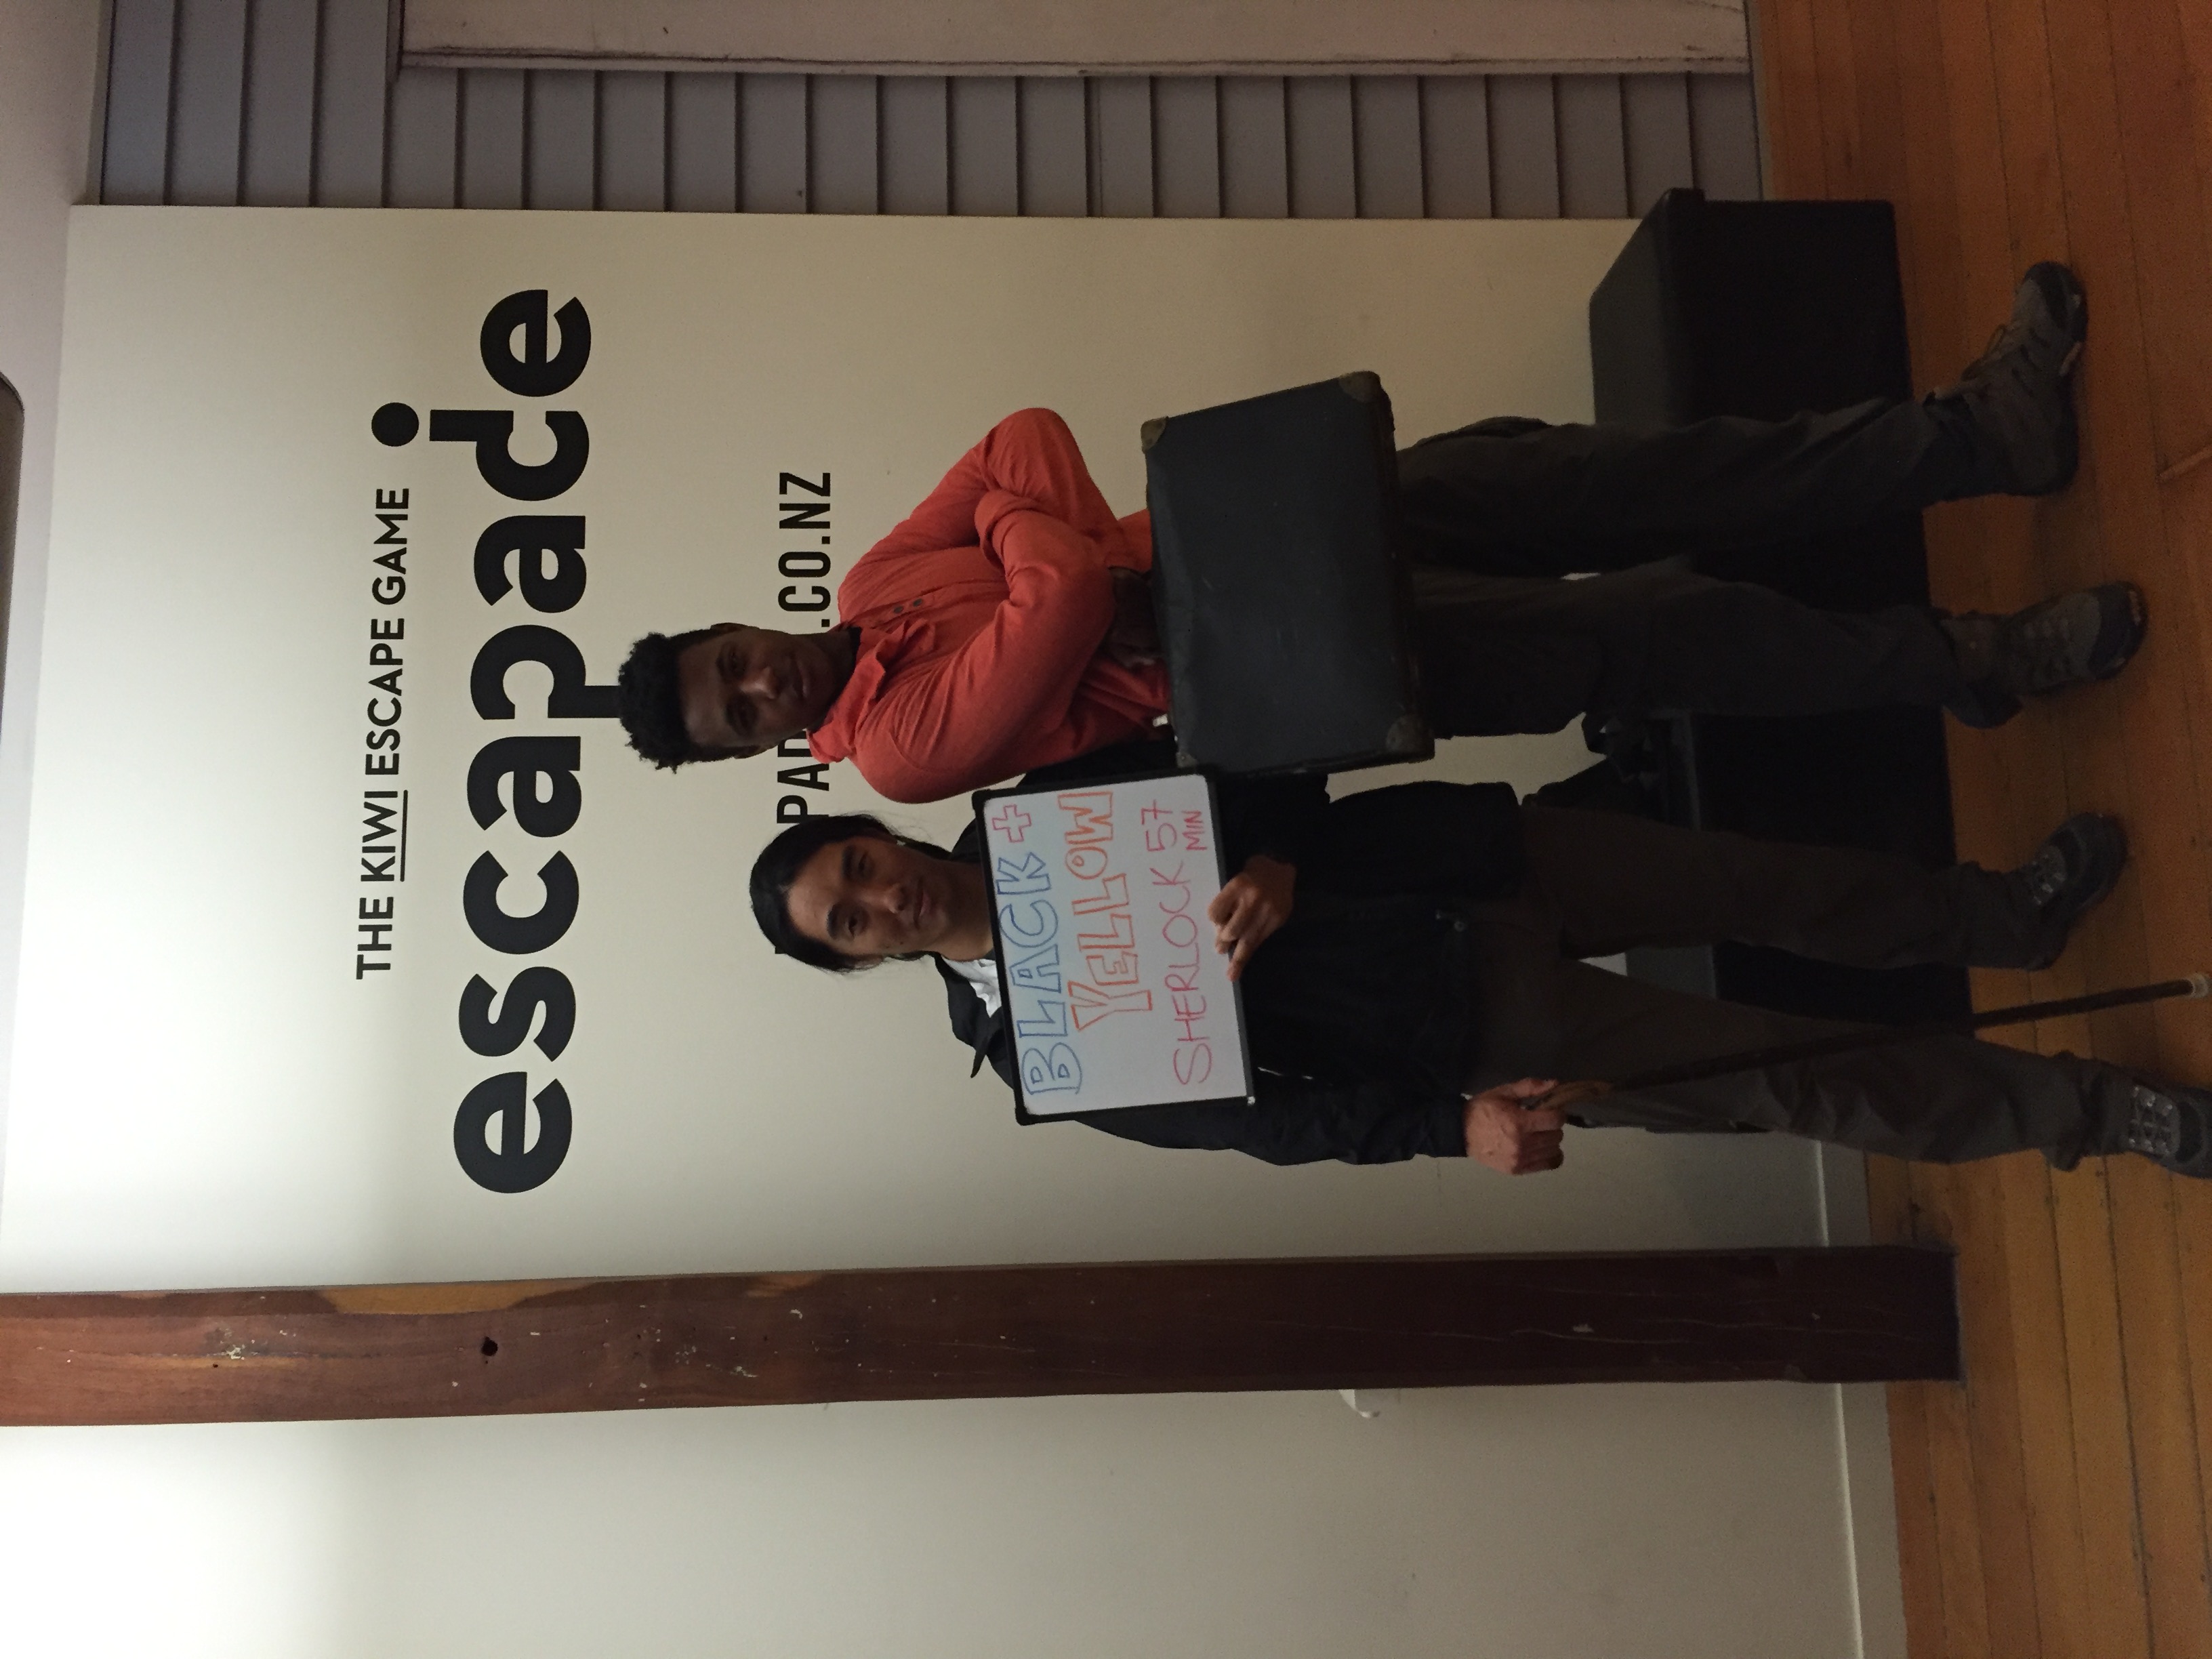 THE KIWI ESCAPE GAME
escapade
.CO.NZ
BLACK +
YELLOW
SHERLOCK 57
MIN